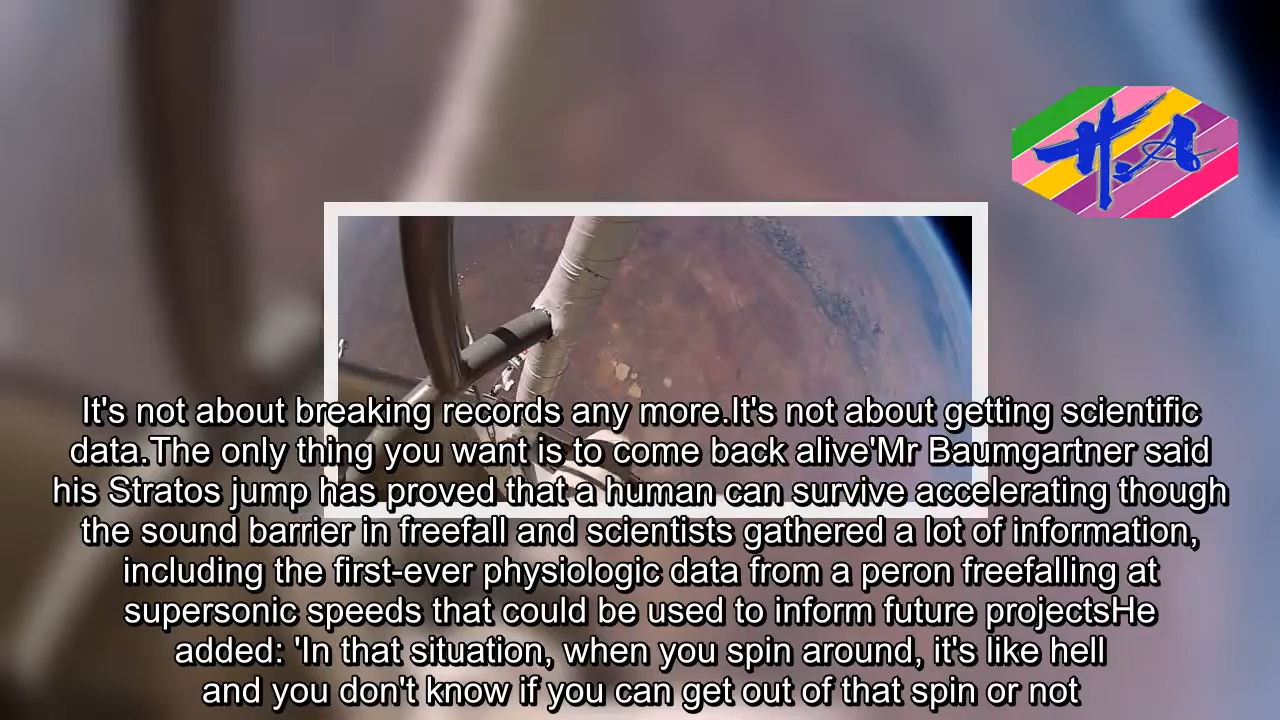 H.A
It's not about breaking records any more.It's not about getting scientific
data.The only thing you want is to come back alive'Mr Baumgartner said
his Stratos jump has proved that a human can survive accelerating though
the sound barrier in freefall and scientists gathered a lot of information,
including the first-ever physiologic data from a peron freefalling at
supersonic speeds that could be used to inform future projectsHe
added: 'In that situation, when you spin around, it's like hell
and you don't know if you can get out of that spin or not